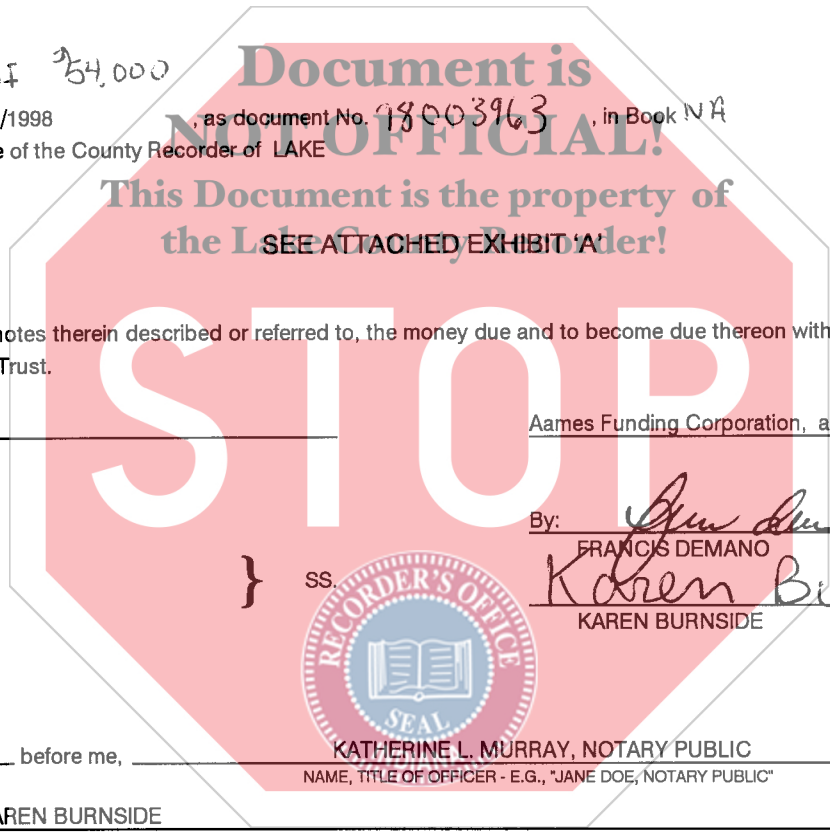 $54,000
Document is
/1998 , as document No. 98003963 , in Book NA
NOT OFFICIAL!
of the County Recorder of LAKE
This Document is the property of
the Lake County Recorder!
SEE ATTACHED EXHIBIT 'A'
notes therein described or referred to, the money due and to become due thereon with
Trust.
STOP
Aames Funding Corporation, a
By:
FRANCIS DEMANO
} SS.
Karen
KAREN BURNSIDE
RECORDER'S OFFICE
SEAL
INDIANA
before me, KATHERINE L. MURRAY, NOTARY PUBLIC
NAME, TITLE OF OFFICER - E.G., "JANE DOE, NOTARY PUBLIC"
AREN BURNSIDE